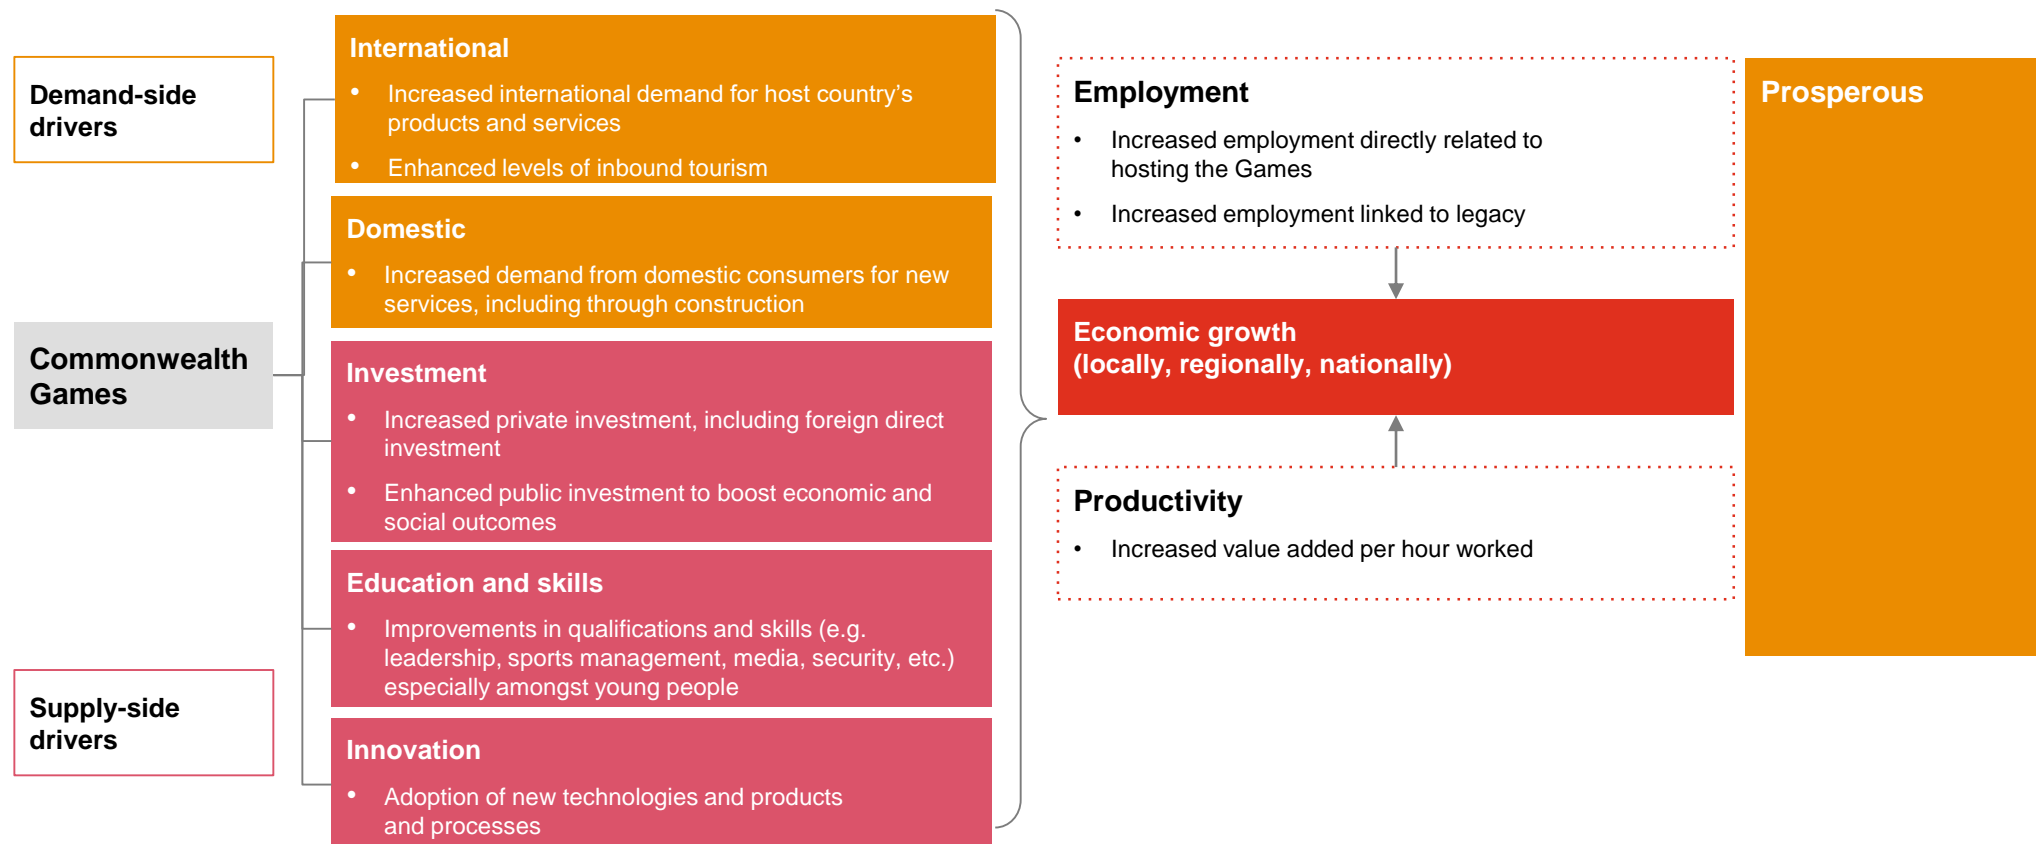 Demand-side
drivers
Commonwealth
Games
Supply-side
drivers
International
• Increased international demand for host country’s
products and services
• Enhanced levels of inbound tourism
Domestic
• Increased demand from domestic consumers for new
services, including through construction
Investment
• Increased private investment, including foreign direct
investment
• Enhanced public investment to boost economic and
social outcomes
Education and skills
• Improvements in qualifications and skills (e.g.
leadership, sports management, media, security, etc.)
especially amongst young people
Innovation
• Adoption of new technologies and products
and processes
Employment
• Increased employment directly related to
hosting the Games
• Increased employment linked to legacy
Economic growth
(locally, regionally, nationally)
Productivity
• Increased value added per hour worked
Prosperous